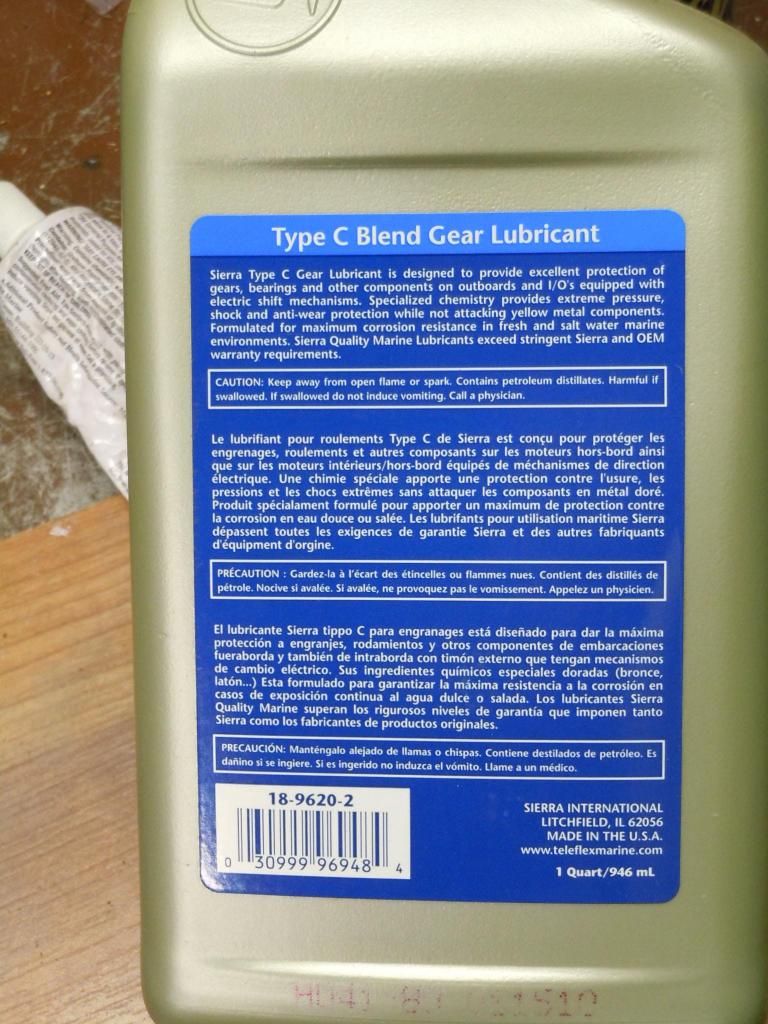 Type C Blend Gear Lubricant
Sierra Type C Gear Lubricant is designed to provide excellent protection of
gears, bearings and other components on outboards and I/O's equipped with
electric shift mechanisms. Specialized chemistry provides extreme pressure,
shock and anti-wear protection while not attacking yellow metal components.
Formulated for maximum corrosion resistance in fresh and salt water marine
environments. Sierra Quality Marine Lubricants exceed stringent Sierra and OEM
warranty requirements.
CAUTION: Keep away from open flame or spark. Contains petroleum distillates. Harmful if
swallowed. If swallowed do not induce vomiting. Call a physician.
Le lubrifiant pour roulements Type C de Sierra est conçu pour protéger les
engrenages, roulements et autres composants sur les moteurs hors-bord ainsi
que sur les moteurs intérieurs/hors-bord équipés de méchanismes de direction
électrique. Une chimie spéciale apporte une protection contre l'usure, les
pressions et les chocs extrêmes sans attaquer les composants en métal doré.
Produit spécialament formulé pour apporter un maximum de protection contre
la corrosion en eau douce ou salée. Les lubrifants pour utilisation maritime Sierra
dépassent toutes les exigences de garantie Sierra et des autres fabriquants
d'équipment d'orgine.
PRÉCAUTION : Gardez-la à l'écart des étincelles ou flammes nues. Contient des distillés de
pétrole. Nocive si avalée. Si avalée, ne provoquez pas le vomissement. Appelez un physicien.
El lubricante Sierra tippo C para engranages está diseñado para dar la máxima
protección a engranjes, rodamientos y otros componentes de embarcaciones
fueraborda y también de intraborda con timón externo que tengan mecanismos
de cambio eléctrico. Sus ingredientes químicos especiales doradas (bronce,
latón...) Esta formulado para garantizar la máxima resistencia a la corrosión en
casos de exposición continua al agua dulce o salada. Los lubricantes Sierra
Quality Marine superan los rigurosos niveles de garantía que imponen tanto
Sierra como los fabricantes de productos originales.
PRECAUCIÓN: Manténgalo alejado de llamas o chispas. Contiene destilados de petróleo. Es
dañino si se ingiere. Si es ingerido no induzca el vómito. Llame a un médico.
18-9620-2
0 30999 96948 4
SIERRA INTERNATIONAL
LITCHFIELD, IL 62056
MADE IN THE U.S.A.
www.teleflexmarine.com
1 Quart/946 mL